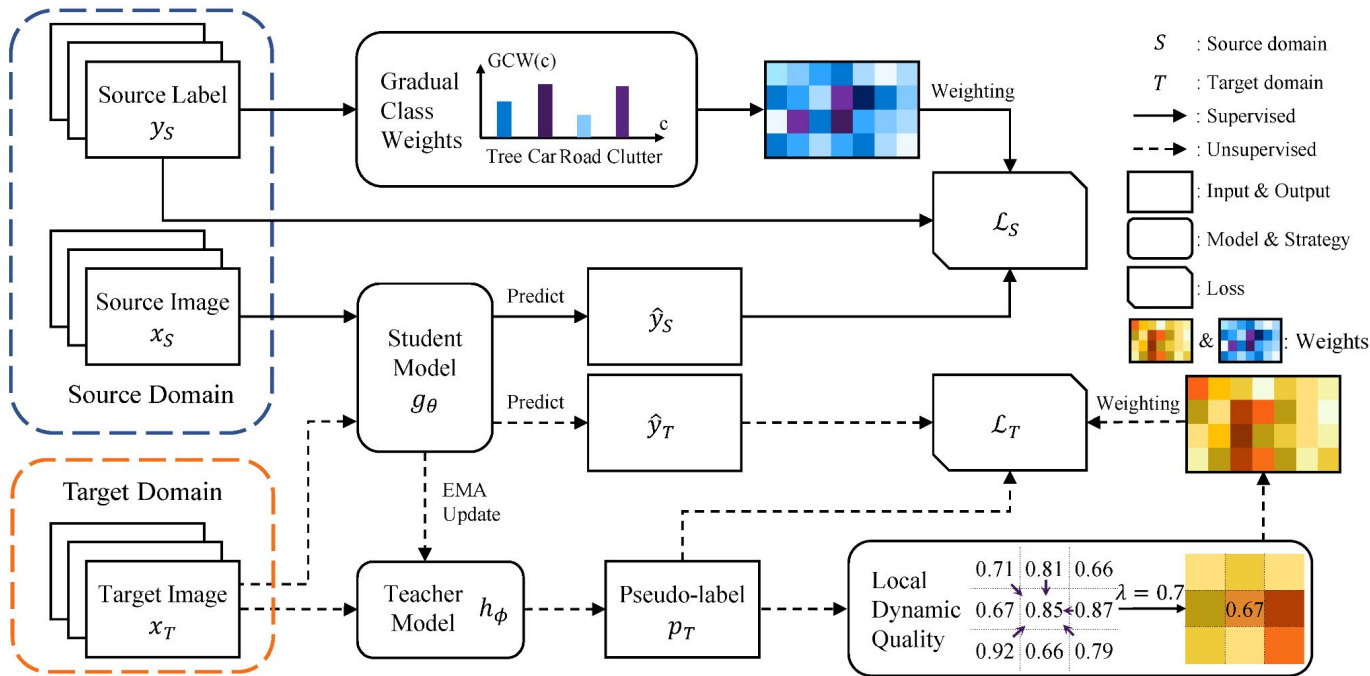 Source Label
y_S
Source Image
x_S
Source Domain
Target Domain
Target Image
x_T
Gradual
Class
Weights
GCW(c)
c
Tree Car Road Clutter
Weighting
ℒ_S
Student
Model
g_θ
Predict
ŷ_S
Predict
ŷ_T
ℒ_T
Weighting
EMA
Update
Teacher
Model
h_ϕ
Pseudo-label
p_T
Local
Dynamic
Quality
0.71 0.81 0.66
0.67 0.85 0.87
0.92 0.66 0.79
λ = 0.7
0.67
S : Source domain
T : Target domain
: Supervised
: Unsupervised
: Input & Output
: Model & Strategy
: Loss
& : Weights